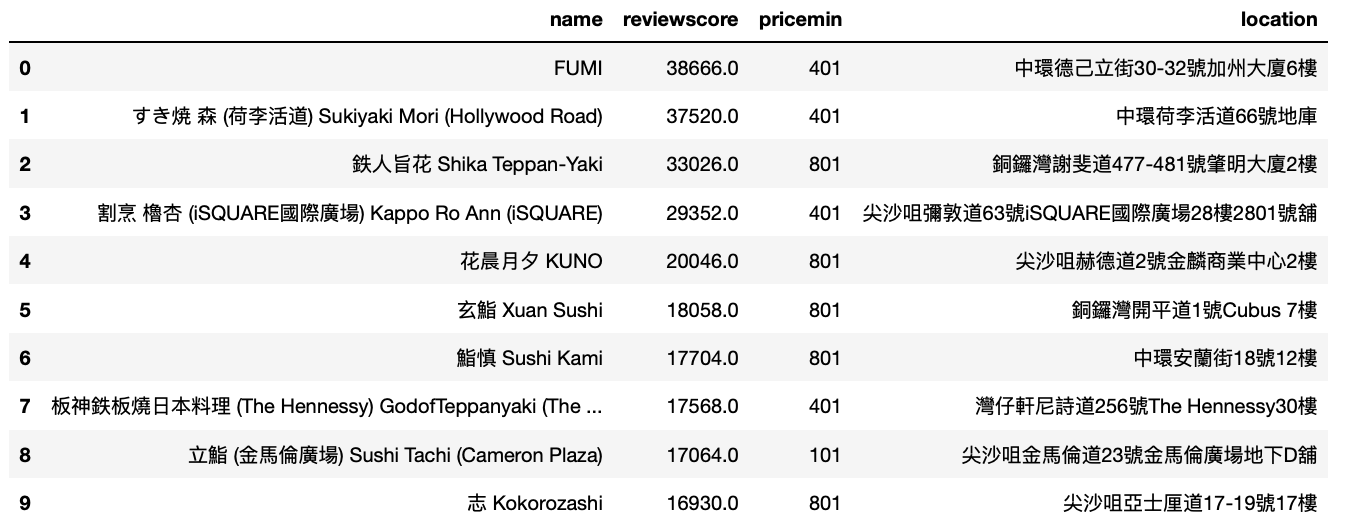 name reviewscore pricemin location
0 FUMI 38666.0 401 中環德己立街30-32號加州大廈6樓
1 すき焼 森 (荷李活道) Sukiyaki Mori (Hollywood Road) 37520.0 401 中環荷李活道66號地庫
2 鉄人旨花 Shika Teppan-Yaki 33026.0 801 銅鑼灣謝斐道477-481號肇明大廈2樓
3 割烹 櫓杏 (iSQUARE國際廣場) Kappo Ro Ann (iSQUARE) 29352.0 401 尖沙咀彌敦道63號iSQUARE國際廣場28樓2801號舖
4 花晨月夕 KUNO 20046.0 801 尖沙咀赫德道2號金麟商業中心2樓
5 玄鮨 Xuan Sushi 18058.0 801 銅鑼灣開平道1號Cubus 7樓
6 鮨慎 Sushi Kami 17704.0 801 中環安蘭街18號12樓
7 板神鉄板燒日本料理 (The Hennessy) GodofTeppanyaki (The ... 17568.0 401 灣仔軒尼詩道256號The Hennessy30樓
8 立鮨 (金馬倫廣場) Sushi Tachi (Cameron Plaza) 17064.0 101 尖沙咀金馬倫道23號金馬倫廣場地下D舖
9 志 Kokorozashi 16930.0 801 尖沙咀亞士厘道17-19號17樓